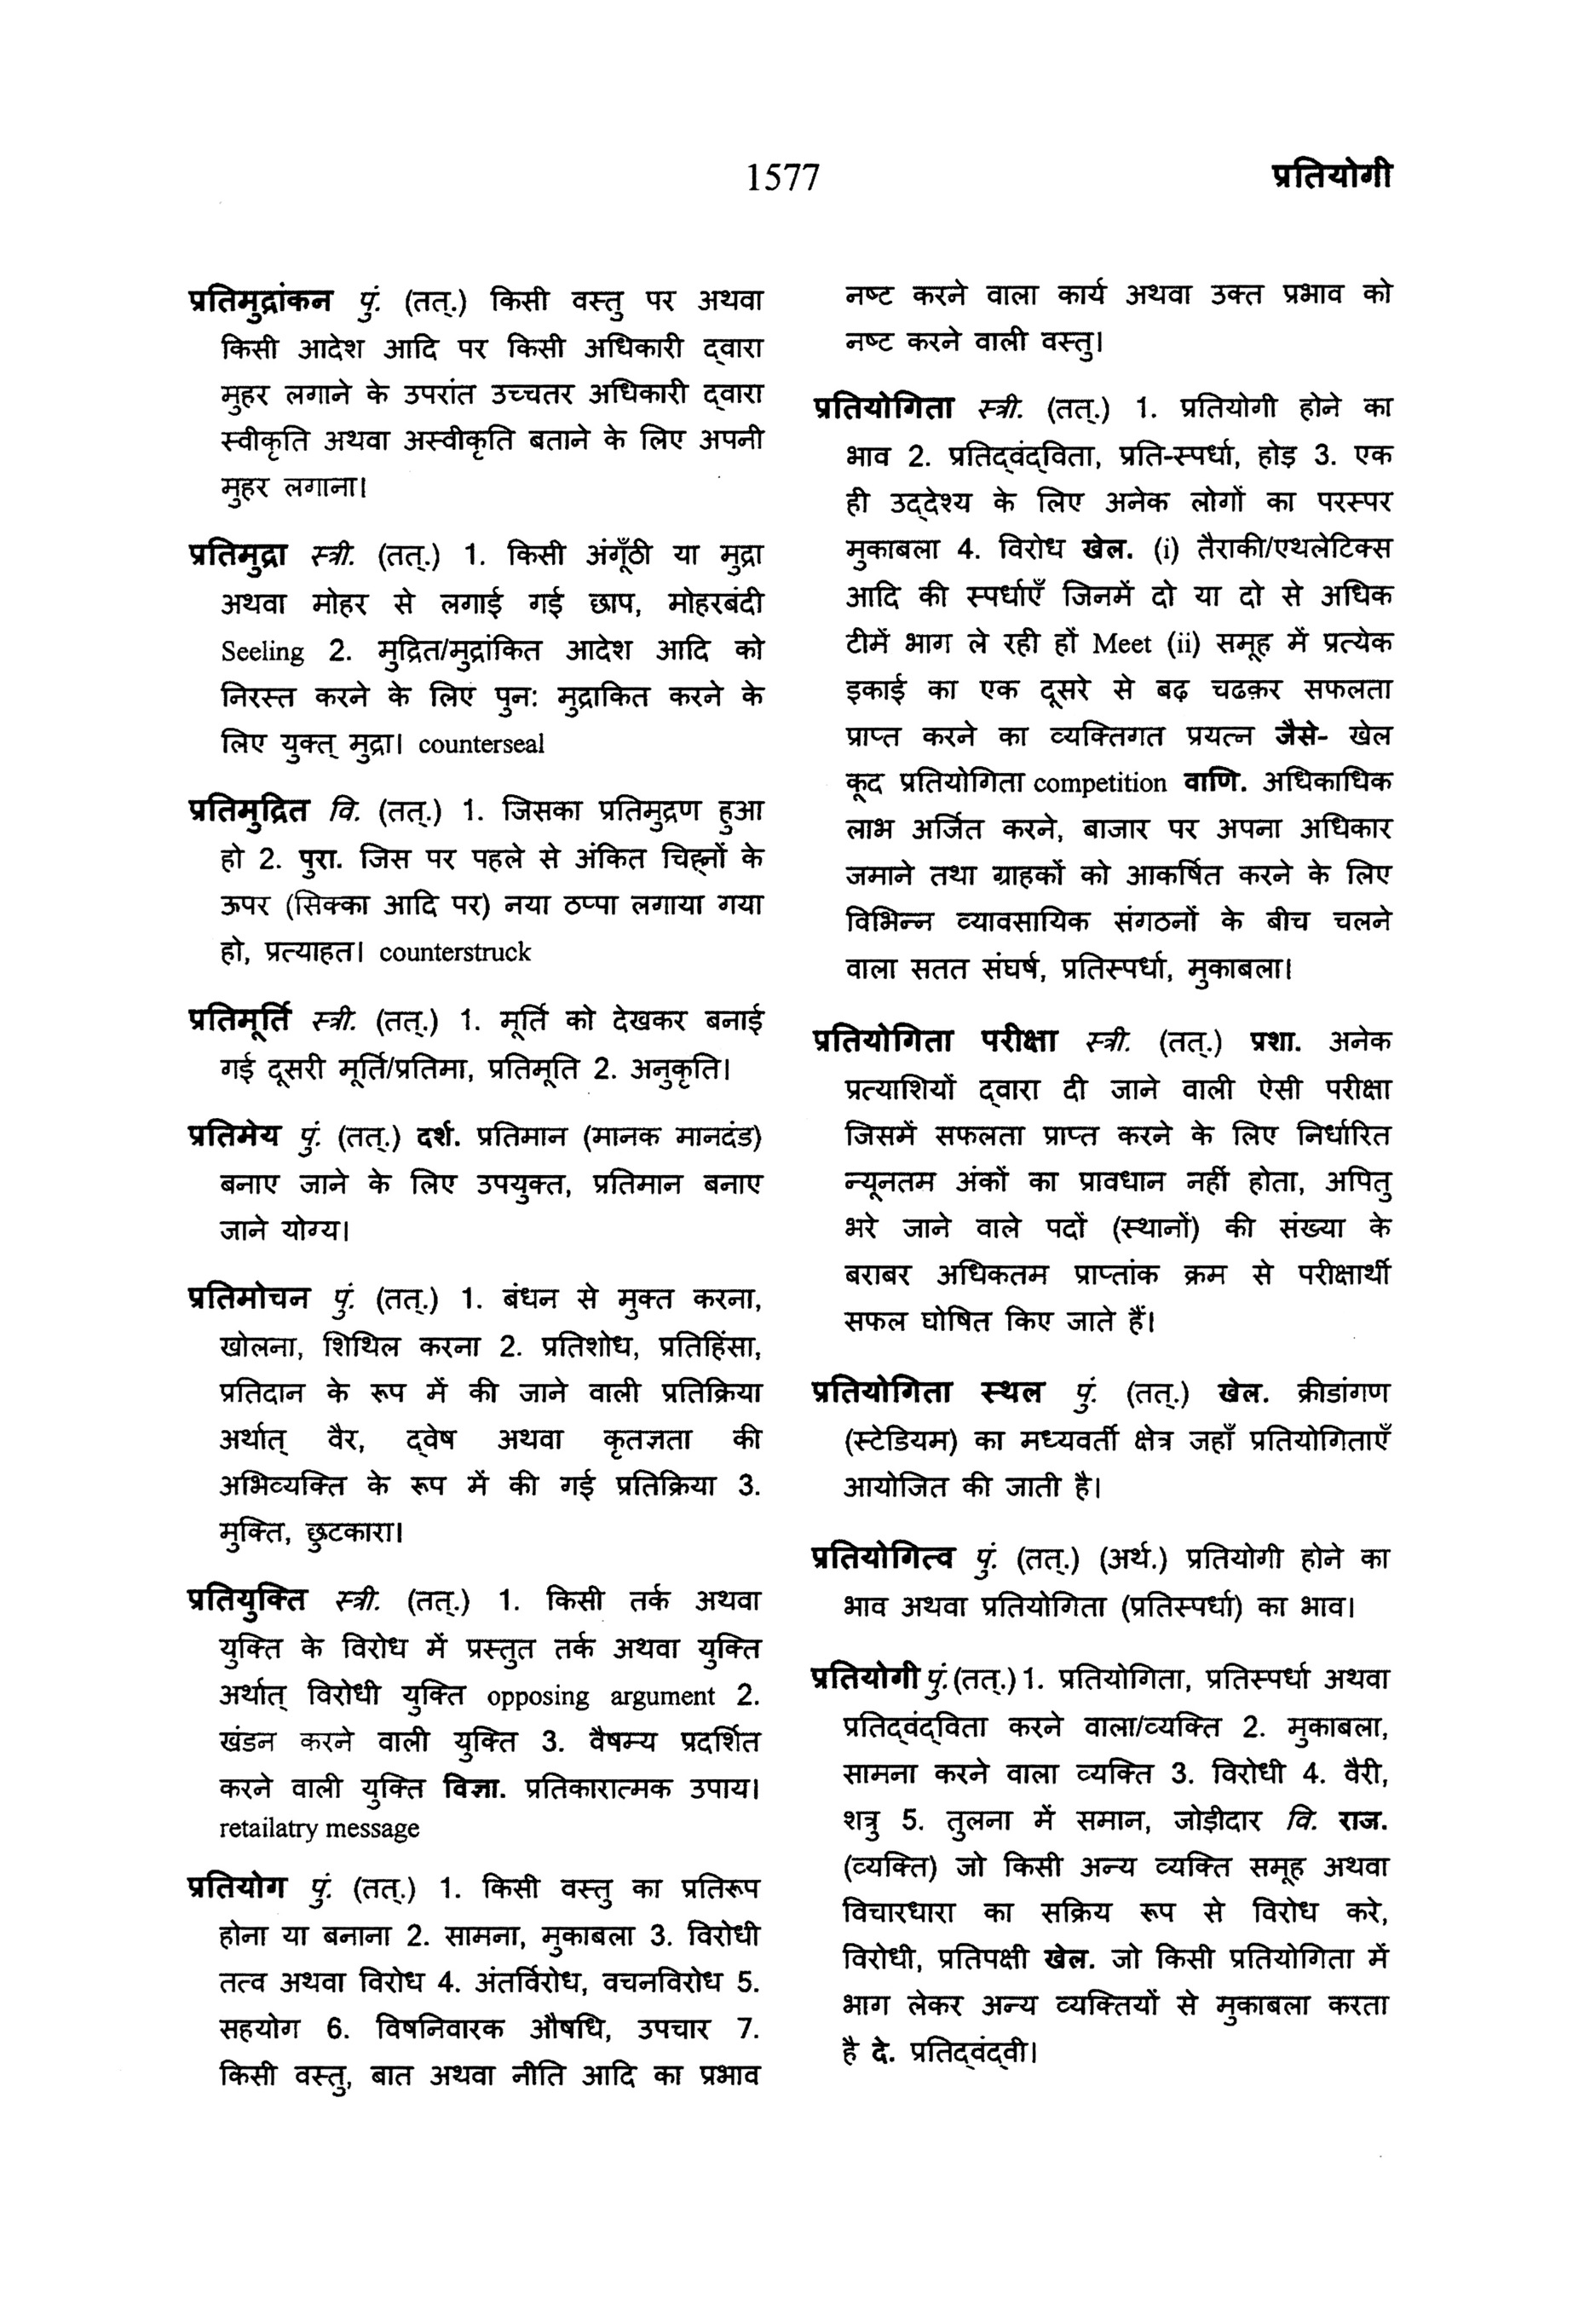 1577
प्रतियोगी
प्रतिमुद्रांकन पुं. (तत्.) किसी वस्तु पर अथवा
किसी आदेश आदि पर किसी अधिकारी द्वारा
मुहर लगाने के उपरांत उच्चतर अधिकारी द्वारा
स्वीकृति अथवा अस्वीकृति बताने के लिए अपनी
मुहर लगाना।
प्रतिमुद्रा स्त्री. (तत्.) 1. किसी अंगूँठी या मुद्रा
अथवा मोहर से लगाई गई छाप, मोहरबंदी
Seeling 2. मुद्रित/मुद्रांकित आदेश आदि को
निरस्त करने के लिए पुन: मुद्राकित करने के
लिए युक्त् मुद्रा। counterseal
प्रतिमुद्रित वि. (तत्.) 1. जिसका प्रतिमुद्रण हुआ
हो 2. पुरा. जिस पर पहले से अंकित चिह्नों के
ऊपर (सिक्का आदि पर) नया ठप्पा लगाया गया
हो, प्रत्याहत। counterstruck
प्रतिमूर्ति स्त्री. (तत्.) 1. मूर्ति को देखकर बनाई
गई दूसरी मूर्ति/प्रतिमा, प्रतिमूति 2. अनुकृति।
प्रतिमेय पुं. (तत्.) दर्श. प्रतिमान (मानक मानदंड)
बनाए जाने के लिए उपयुक्त, प्रतिमान बनाए
जाने योग्य।
प्रतिमोचन पुं. (तत्.) 1. बंधन से मुक्त करना,
खोलना, शिथिल करना 2. प्रतिशोध, प्रतिहिंसा,
प्रतिदान के रूप में की जाने वाली प्रतिक्रिया
अर्थात् वैर, द्वेष अथवा कृतज्ञता की
अभिव्यक्ति के रूप में की गई प्रतिक्रिया 3.
मुक्ति, छुटकारा।
प्रतियुक्ति स्त्री. (तत्.) 1. किसी तर्क अथवा
युक्ति के विरोध में प्रस्तुत तर्क अथवा युक्ति
अर्थात् विरोधी युक्ति opposing argument 2.
खंडन करने वाली युक्ति 3. वैषम्य प्रदर्शित
करने वाली युक्ति विज्ञा. प्रतिकारात्मक उपाय।
retailatry message
प्रतियोग पुं. (तत्.) 1. किसी वस्तु का प्रतिरूप
होना या बनाना 2. सामना, मुकाबला 3. विरोधी
तत्व अथवा विरोध 4. अंतर्विरोध, वचनविरोध 5.
सहयोग 6. विषनिवारक औषधि, उपचार 7.
किसी वस्तु, बात अथवा नीति आदि का प्रभाव
नष्ट करने वाला कार्य अथवा उक्त प्रभाव को
नष्ट करने वाली वस्तु।
प्रतियोगिता स्त्री. (तत्.) 1. प्रतियोगी होने का
भाव 2. प्रतिद्वंद्विता, प्रति-स्पर्धा, होड़ 3. एक
ही उद्देश्य के लिए अनेक लोगों का परस्पर
मुकाबला 4. विरोध खेल. (i) तैराकी/एथलेटिक्स
आदि की स्पर्धाएँ जिनमें दो या दो से अधिक
टीमें भाग ले रही हों Meet (ii) समूह में प्रत्येक
इकाई का एक दूसरे से बढ़ चढक़र सफलता
प्राप्त करने का व्यक्तिगत प्रयत्न जैसे- खेल
कूद प्रतियोगिता competition वाणि. अधिकाधिक
लाभ अर्जित करने, बाजार पर अपना अधिकार
जमाने तथा ग्राहकों को आकर्षित करने के लिए
विभिन्न व्यावसायिक संगठनों के बीच चलने
वाला सतत संघर्ष, प्रतिस्पर्धा, मुकाबला।
प्रतियोगिता परीक्षा स्त्री. (तत्.) प्रशा. अनेक
प्रत्याशियों द्वारा दी जाने वाली ऐसी परीक्षा
जिसमें सफलता प्राप्त करने के लिए निर्धारित
न्यूनतम अंकों का प्रावधान नहीं होता, अपितु
भरे जाने वाले पदों (स्थानों) की संख्या के
बराबर अधिकतम प्राप्तांक क्रम से परीक्षार्थी
सफल घोषित किए जाते हैं।
प्रतियोगिता स्थल पुं. (तत्.) खेल. क्रीडांगण
(स्टेडियम) का मध्यवर्ती क्षेत्र जहाँ प्रतियोगिताएँ
आयोजित की जाती है।
प्रतियोगित्व पुं. (तत्.) (अर्थ.) प्रतियोगी होने का
भाव अथवा प्रतियोगिता (प्रतिस्पर्धा) का भाव।
प्रतियोगी पुं. (तत्.) 1. प्रतियोगिता, प्रतिस्पर्धा अथवा
प्रतिद्वंद्विता करने वाला/व्यक्ति 2. मुकाबला,
सामना करने वाला व्यक्ति 3. विरोधी 4. वैरी,
शत्रु 5. तुलना में समान, जोड़ीदार वि. राज.
(व्यक्ति) जो किसी अन्य व्यक्ति समूह अथवा
विचारधारा का सक्रिय रूप से विरोध करे,
विरोधी, प्रतिपक्षी खेल. जो किसी प्रतियोगिता में
भाग लेकर अन्य व्यक्तियों से मुकाबला करता
है दे. प्रतिद्वंद्वी।